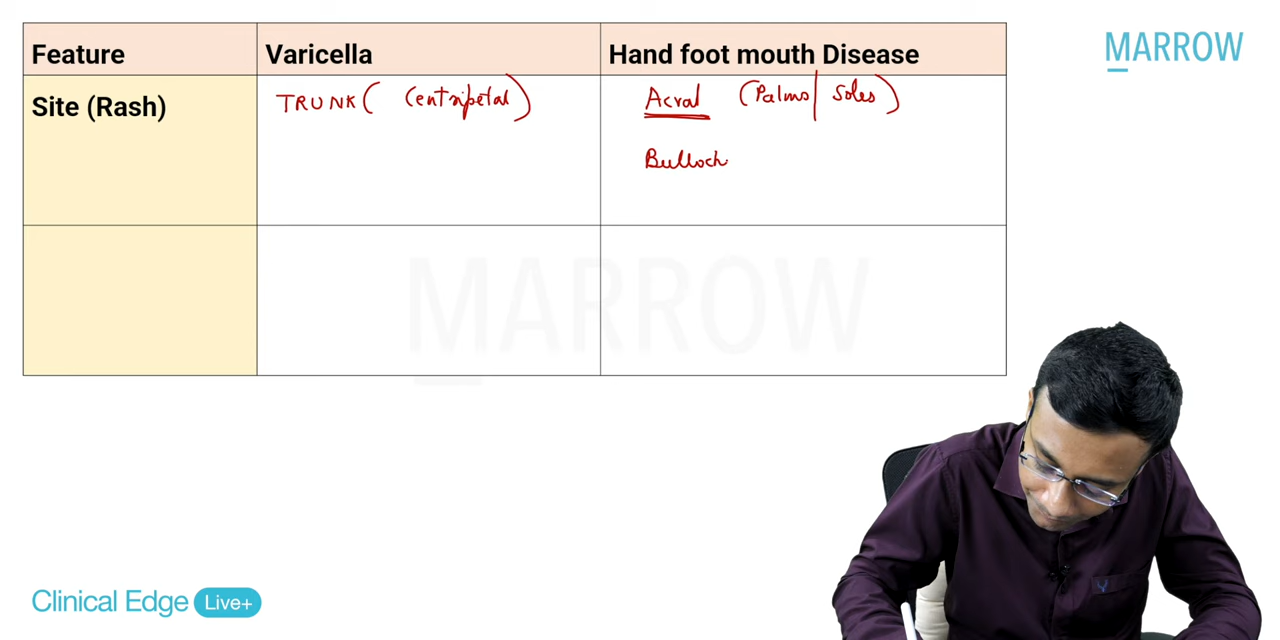 MARROW
Feature Varicella Hand foot mouth Disease
Site (Rash) TRUNK ( Centripetal ) Acral (Palms / Soles)
Bulloch
MARROW
Clinical Edge Live+